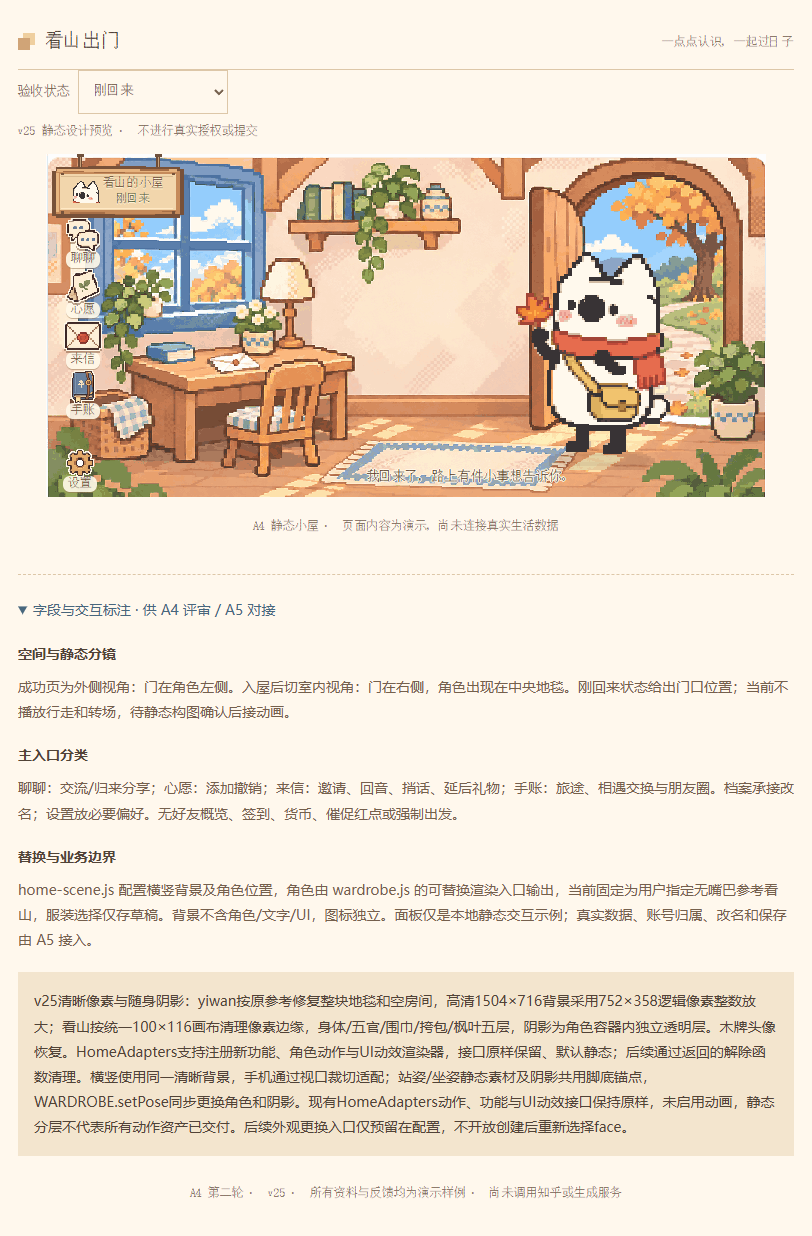 看山出门
一点点认识，一起过日子
验收状态
刚回来
v25 静态设计预览 · 不进行真实授权或提交
看山的小屋
刚回来
聊聊
心愿
来信
手账
设置
我回来了，路上有件小事想告诉你。
A4 静态小屋 · 页面内容为演示，尚未连接真实生活数据
▼ 字段与交互标注 · 供 A4 评审 / A5 对接
空间与静态分镜
成功页为外侧视角：门在角色左侧。入屋后切室内视角：门在右侧，角色出现在中央地毯。刚回来状态给出门口位置；当前不
播放行走和转场，待静态构图确认后接动画。
主入口分类
聊聊：交流/归来分享；心愿：添加撤销；来信：邀请、回音、捎话、延后礼物；手账：旅途、相遇交换与朋友圈。档案承接改
名；设置放必要偏好。无好友概览、签到、货币、催促红点或强制出发。
替换与业务边界
home-scene.js 配置横竖背景及角色位置，角色由 wardrobe.js 的可替换渲染入口输出，当前固定为用户指定无嘴巴参考看
山，服装选择仅存草稿。背景不含角色/文字/UI，图标独立。面板仅是本地静态交互示例；真实数据、账号归属、改名和保存
由 A5 接入。
v25清晰像素与随身阴影：yiwan按原参考修复整块地毯和空房间，高清1504×716背景采用752×358逻辑像素整数放
大；看山按统一100×116画布清理像素边缘，身体/五官/围巾/挎包/枫叶五层，阴影为角色容器内独立透明层。木牌头像
恢复。HomeAdapters支持注册新功能、角色动作与UI动效渲染器，接口原样保留、默认静态；后续通过返回的解除函
数清理。横竖使用同一清晰背景，手机通过视口裁切适配；站姿/坐姿静态素材及阴影共用脚底锚点，
WARDROBE.setPose同步更换角色和阴影。现有HomeAdapters动作、功能与UI动效接口保持原样，未启用动画，静态
分层不代表所有动作资产已交付。后续外观更换入口仅预留在配置，不开放创建后重新选择face。
A4 第二轮 · v25 · 所有资料与反馈均为演示样例 · 尚未调用知乎或生成服务